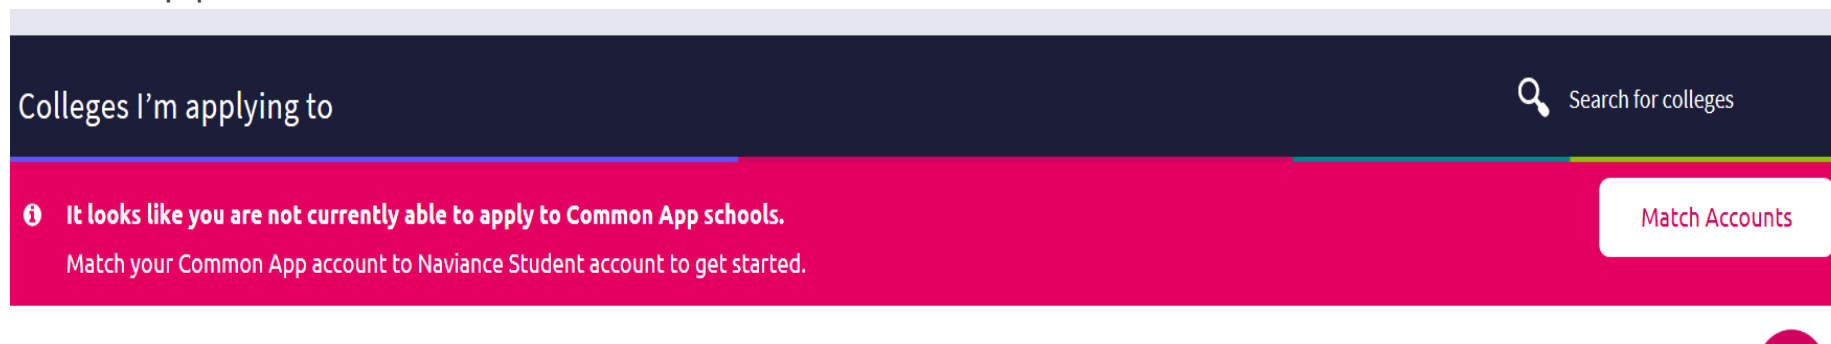 Colleges I'm applying to
Search for colleges
It looks like you are not currently able to apply to Common App schools.
Match Accounts
Match your Common App account to Naviance Student account to get started.